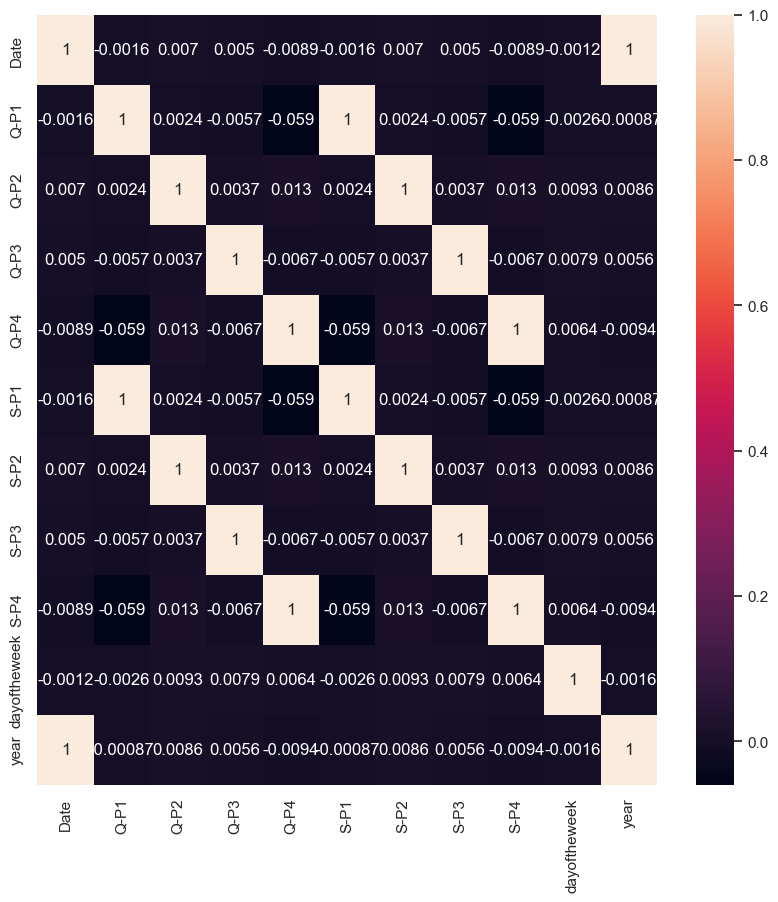 Date 1 -0.0016 0.007 0.005 -0.0089 -0.0016 0.007 0.005 -0.0089 -0.0012 1
Q-P1 -0.0016 1 0.0024 -0.0057 -0.059 1 0.0024 -0.0057 -0.059 -0.0026 -0.00087
Q-P2 0.007 0.0024 1 0.0037 0.013 0.0024 1 0.0037 0.013 0.0093 0.0086
Q-P3 0.005 -0.0057 0.0037 1 -0.0067 -0.0057 0.0037 1 -0.0067 0.0079 0.0056
Q-P4 -0.0089 -0.059 0.013 -0.0067 1 -0.059 0.013 -0.0067 1 0.0064 -0.0094
S-P1 -0.0016 1 0.0024 -0.0057 -0.059 1 0.0024 -0.0057 -0.059 -0.0026 -0.00087
S-P2 0.007 0.0024 1 0.0037 0.013 0.0024 1 0.0037 0.013 0.0093 0.0086
S-P3 0.005 -0.0057 0.0037 1 -0.0067 -0.0057 0.0037 1 -0.0067 0.0079 0.0056
S-P4 -0.0089 -0.059 0.013 -0.0067 1 -0.059 0.013 -0.0067 1 0.0064 -0.0094
dayoftheweek -0.0012 -0.0026 0.0093 0.0079 0.0064 -0.0026 0.0093 0.0079 0.0064 1 -0.0016
year 1 -0.00087 0.0086 0.0056 -0.0094 -0.00087 0.0086 0.0056 -0.0094 -0.0016 1
Date Q-P1 Q-P2 Q-P3 Q-P4 S-P1 S-P2 S-P3 S-P4 dayoftheweek year
1.0
0.8
0.6
0.4
0.2
0.0